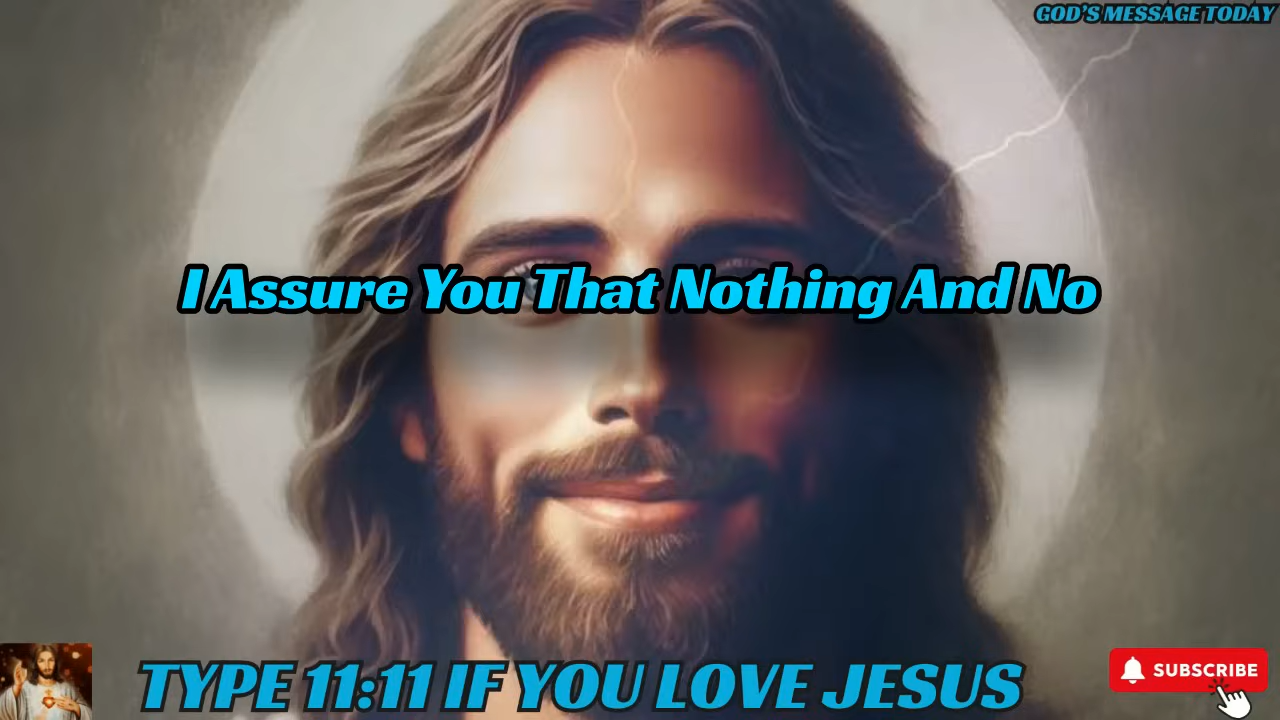 GOD'S MESSAGE TODAY
I Assure You That Nothing And No
TYPE 11:11 IF YOU LOVE JESUS
SUBSCRIBE